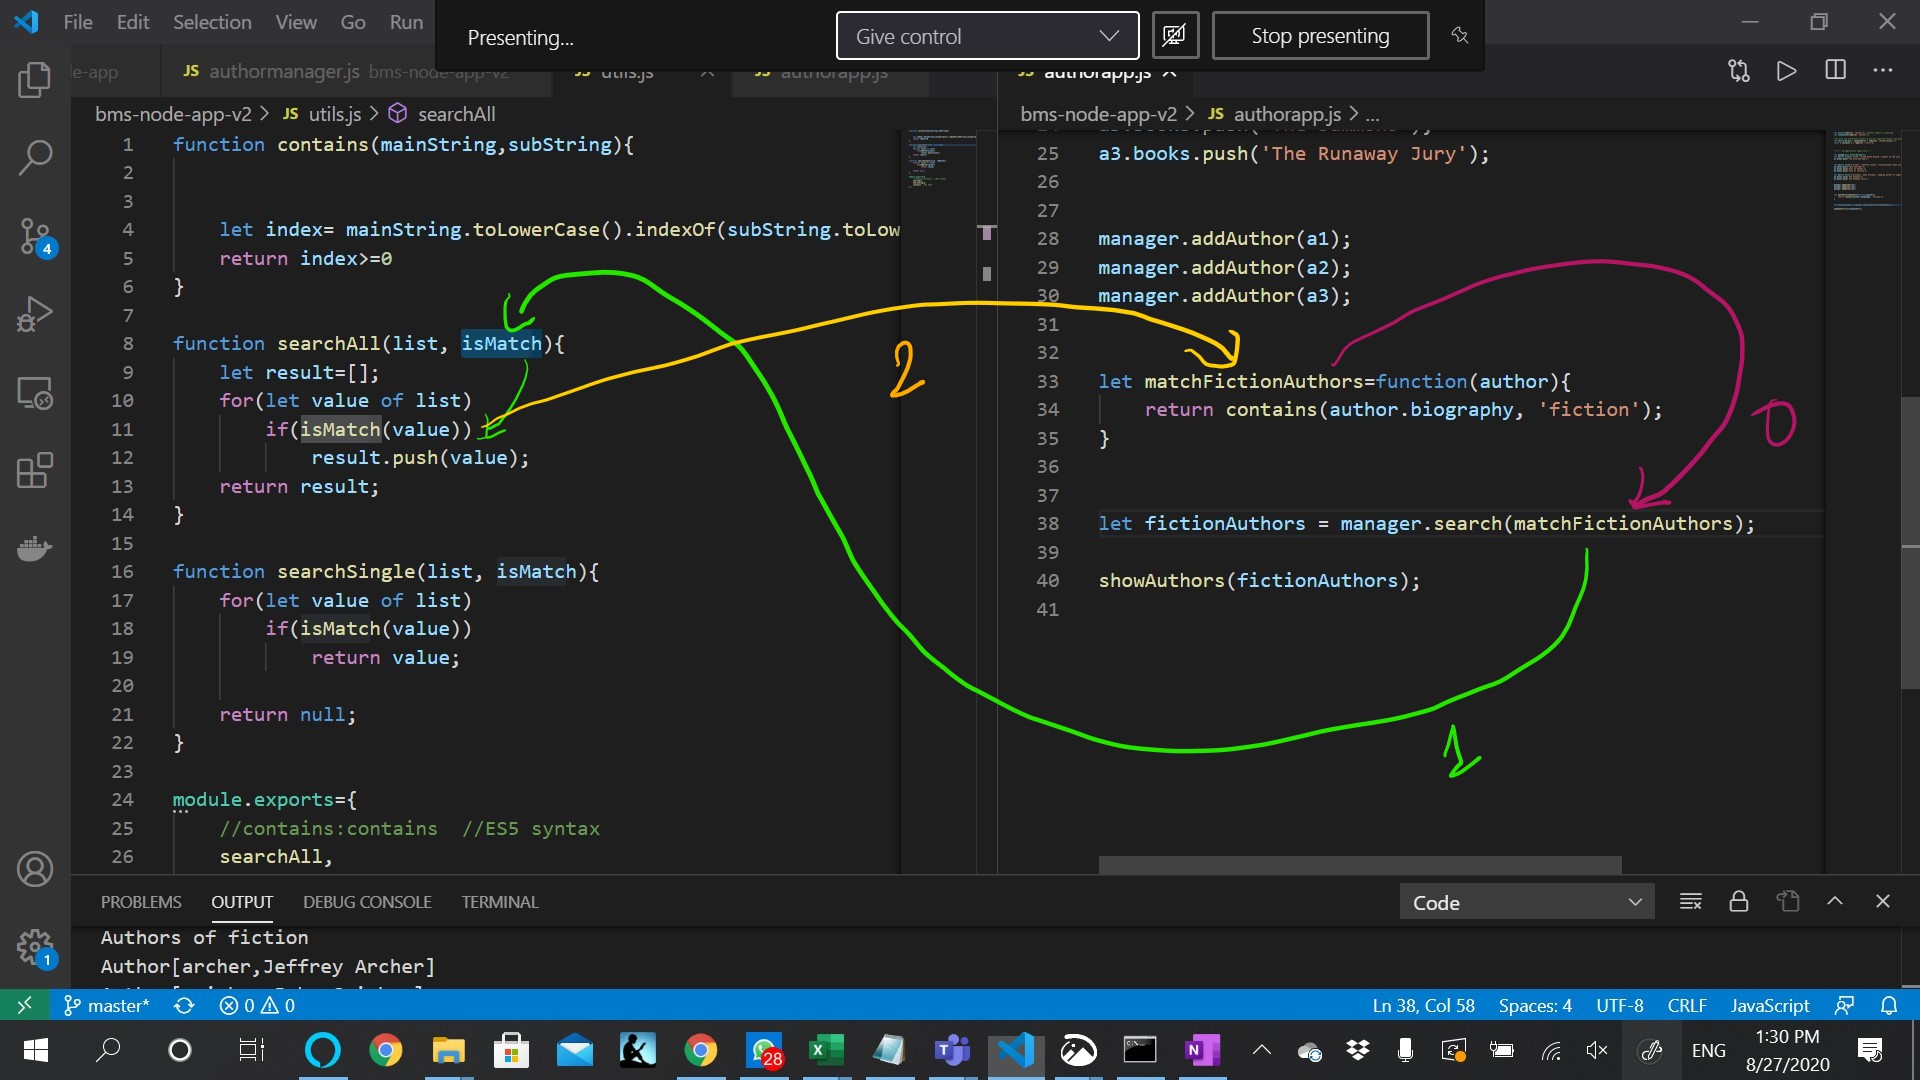 File Edit Selection View Go Run
Presenting...
Give control
Stop presenting
le-app
JS authormanager.js bms-node-app-v2
JS utils.js
JS authorapp.js
JS authorapp.js
bms-node-app-v2 > JS utils.js > searchAll
1 function contains(mainString,subString){
2
3
4 let index= mainString.toLowerCase().indexOf(subString.toLow
5 return index>=0
6 }
7
8 function searchAll(list, isMatch){
9 let result=[];
10 for(let value of list)
11 if(isMatch(value))
12 result.push(value);
13 return result;
14 }
15
16 function searchSingle(list, isMatch){
17 for(let value of list)
18 if(isMatch(value))
19 return value;
20
21 return null;
22 }
23
24 module.exports={
25 //contains:contains //ES5 syntax
26 searchAll,
bms-node-app-v2 > JS authorapp.js > ...
25 a3.books.push('The Runaway Jury');
26
27
28 manager.addAuthor(a1);
29 manager.addAuthor(a2);
30 manager.addAuthor(a3);
31
32
33 let matchFictionAuthors=function(author){
34 return contains(author.biography, 'fiction');
35 }
36
37
38 let fictionAuthors = manager.search(matchFictionAuthors);
39
40 showAuthors(fictionAuthors);
41
2
0
1
4
1
PROBLEMS OUTPUT DEBUG CONSOLE TERMINAL
Code
Authors of fiction
Author[archer,Jeffrey Archer]
master* 0 0
Ln 38, Col 58 Spaces: 4 UTF-8 CRLF JavaScript
28
ENG
1:30 PM
8/27/2020